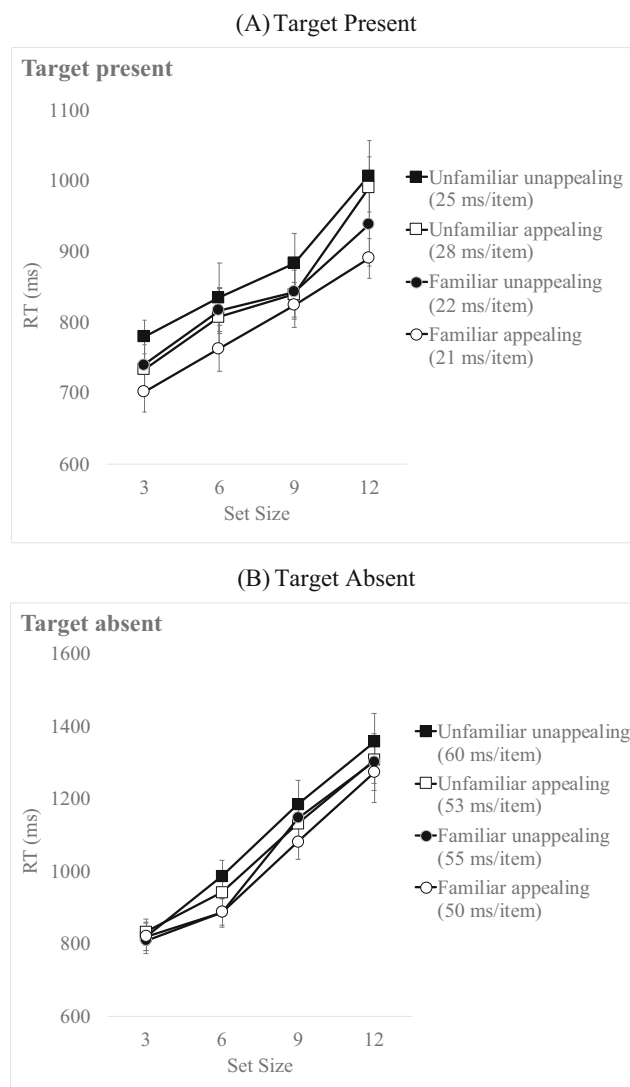 (A) Target Present
Target present
1100
1000
900
800
700
600
RT (ms)
3 6 9 12
Set Size
Unfamiliar unappealing
(25 ms/item)
Unfamiliar appealing
(28 ms/item)
Familiar unappealing
(22 ms/item)
Familiar appealing
(21 ms/item)
(B) Target Absent
Target absent
1600
1400
1200
1000
800
600
RT (ms)
3 6 9 12
Set Size
Unfamiliar unappealing
(60 ms/item)
Unfamiliar appealing
(53 ms/item)
Familiar unappealing
(55 ms/item)
Familiar appealing
(50 ms/item)